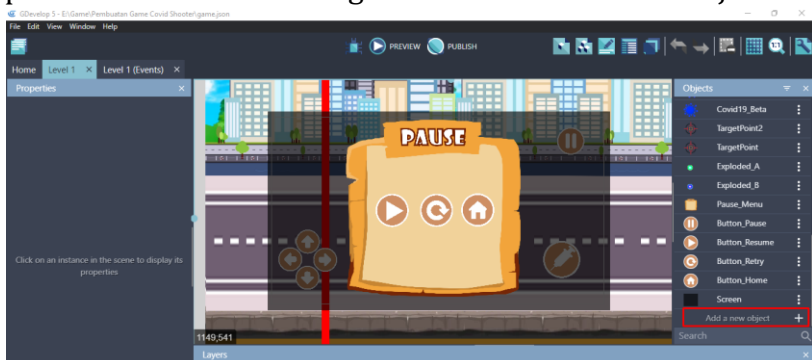 GDevelop 5 - E:\Game\Pembuatan Game Covid Shooter\game.json
File Edit View Window Help
PREVIEW PUBLISH
Home Level 1 × Level 1 (Events) ×
Properties ×
Objects ×
Covid19_Beta
TargetPoint2
TargetPoint
Exploded_A
Exploded_B
Pause_Menu
Button_Pause
Button_Resume
Button_Retry
Button_Home
Screen
Add a new object +
Search
PAUSE
Click on an instance in the scene to display its
properties
1149,541
Layers ×